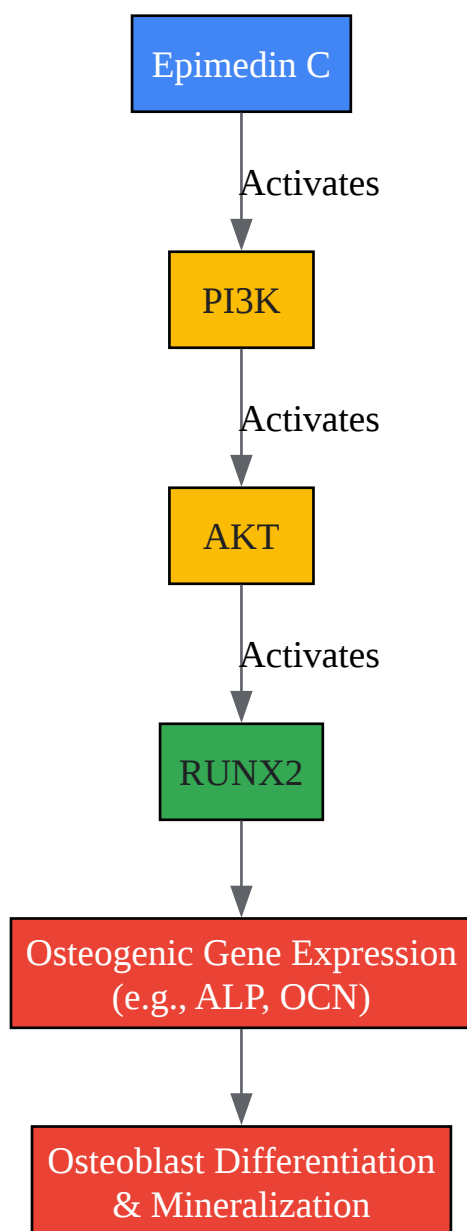 Epimedin C
Activates
PI3K
Activates
AKT
Activates
RUNX2
Osteogenic Gene Expression
(e.g., ALP, OCN)
Osteoblast Differentiation
& Mineralization